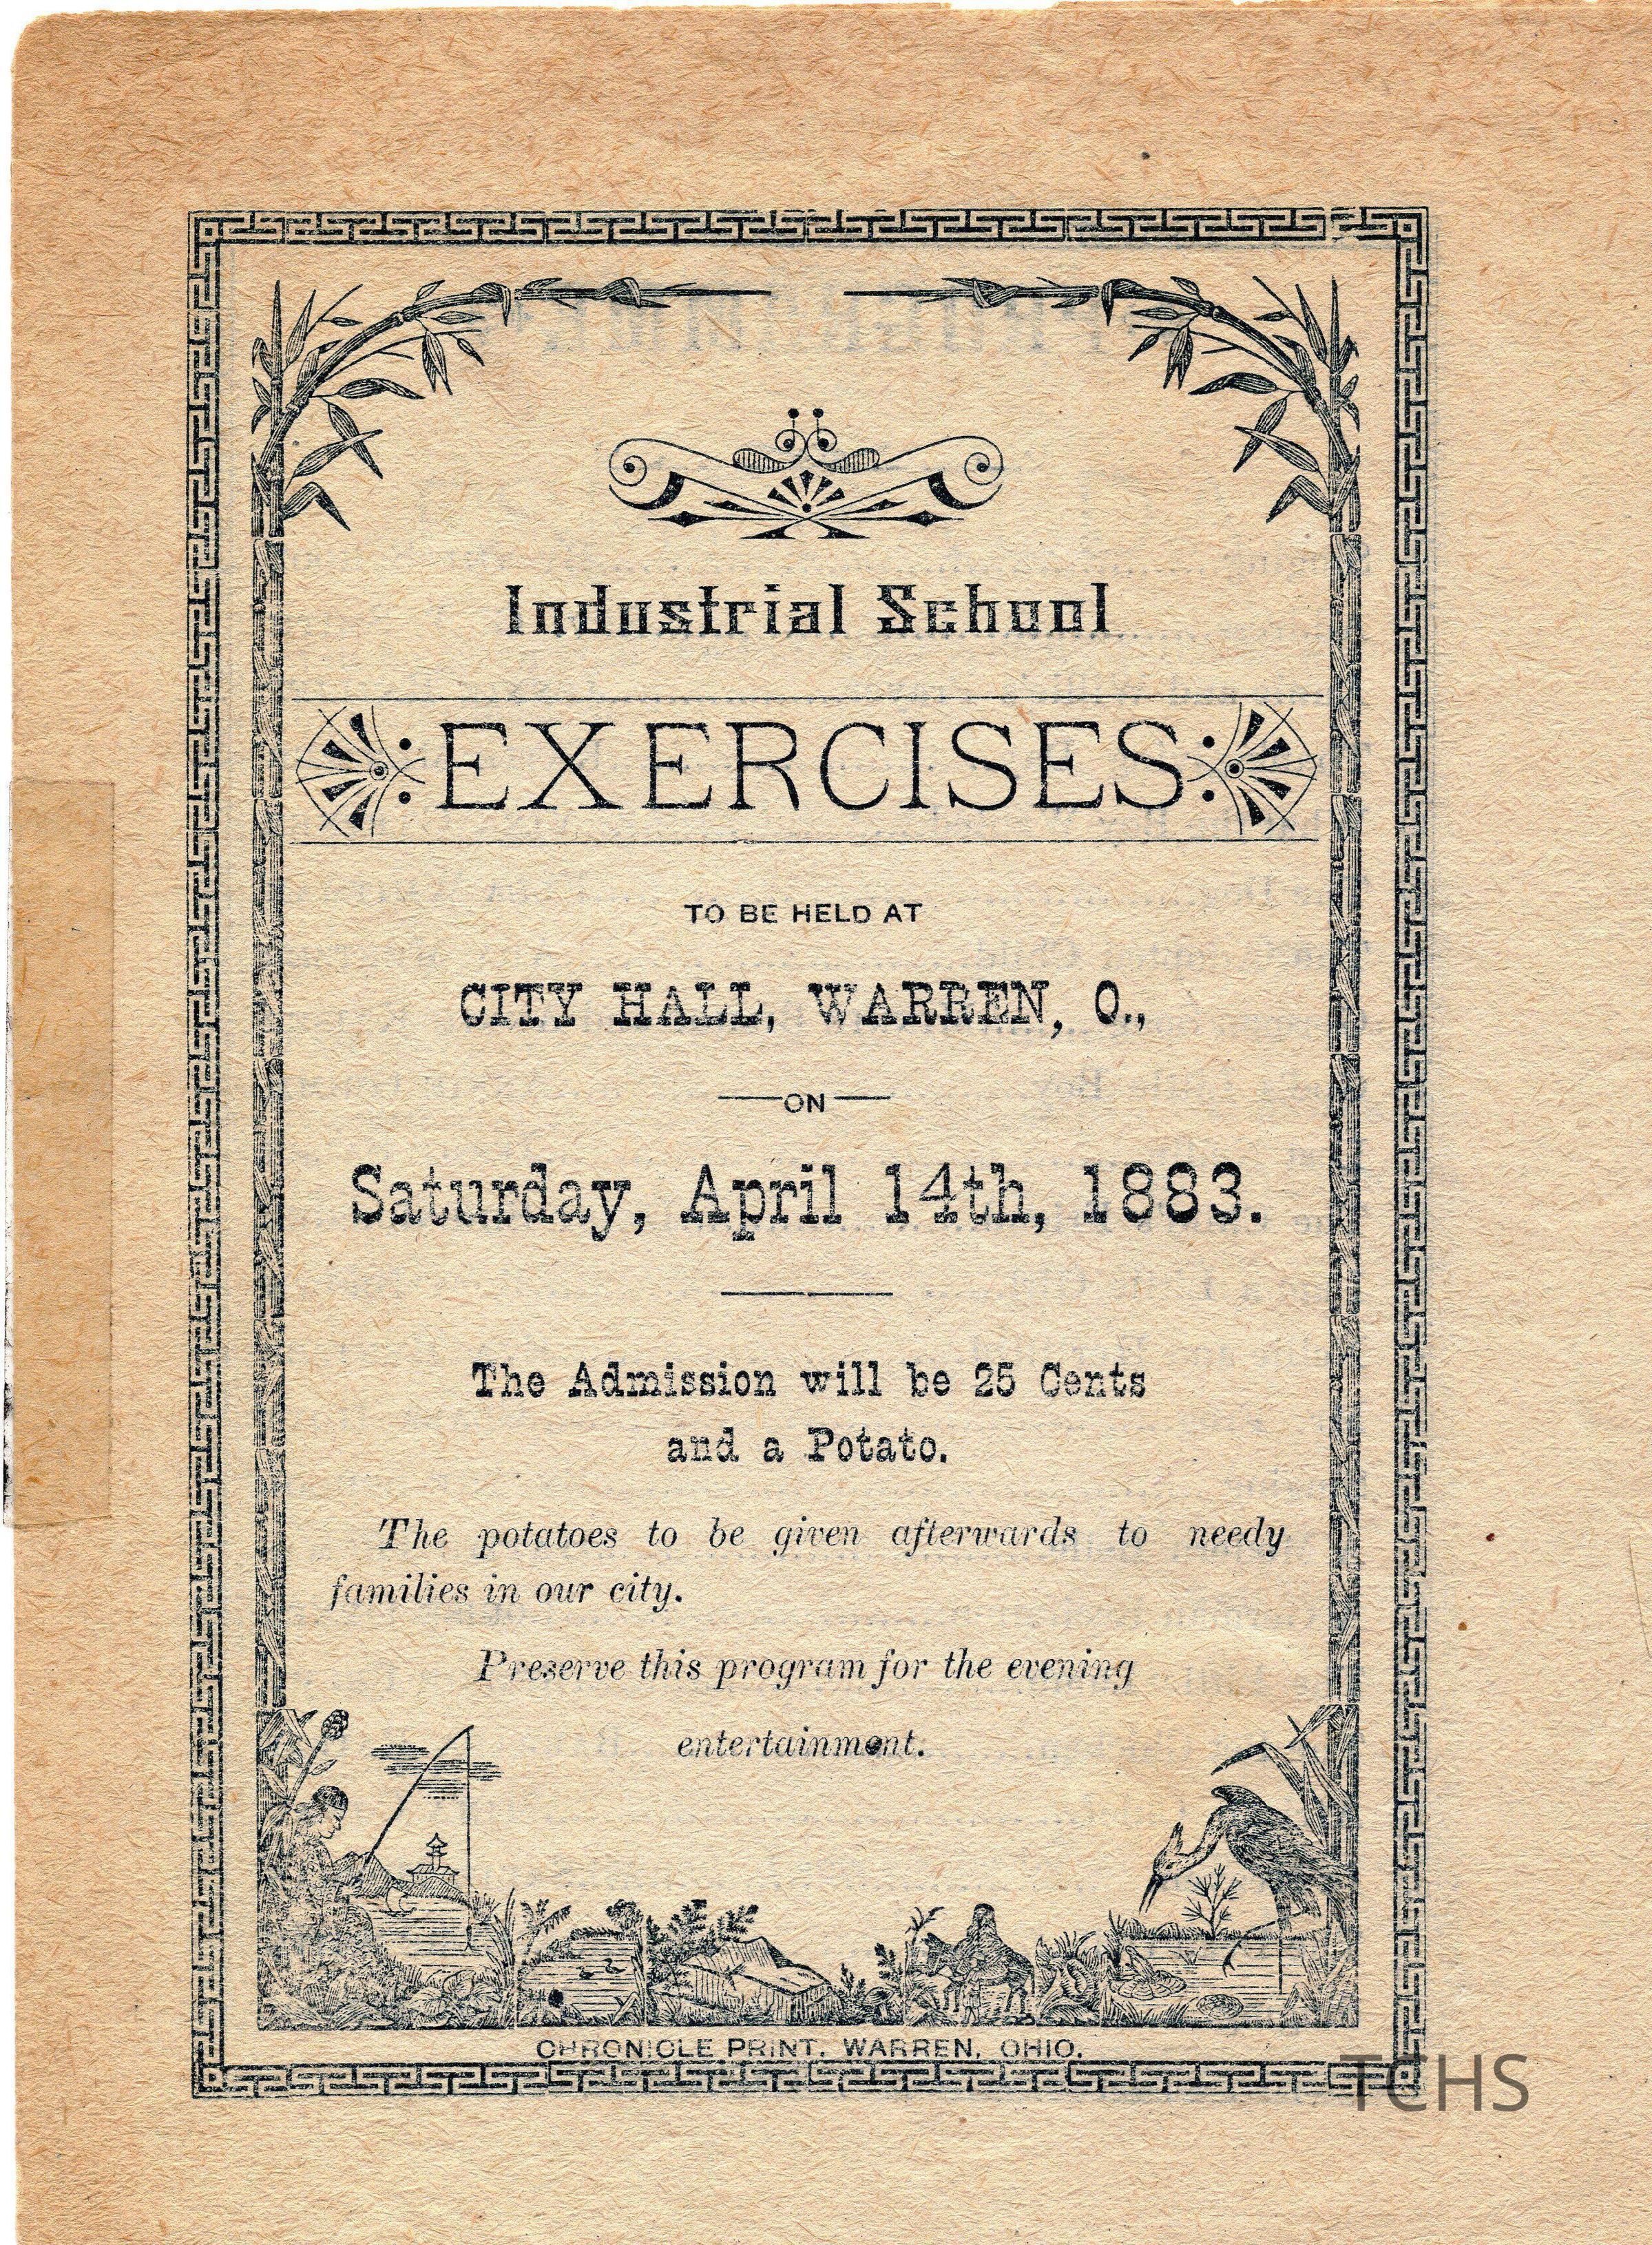 Industrial School
EXERCISES
TO BE HELD AT
CITY HALL, WARREN, O.,
ON
Saturday, April 14th, 1883.
The Admission will be 25 Cents
and a Potato.
The potatoes to be given afterwards to needy
families in our city.
Preserve this program for the evening
entertainment.
CHRONICLE PRINT. WARREN, OHIO.
TCHS